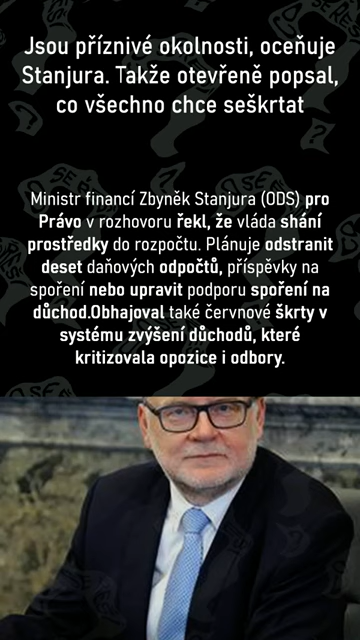 Jsou příznivé okolnosti, oceňuje
Stanjura. Takže otevřeně popsal,
co všechno chce seškrtat
Ministr financí Zbyněk Stanjura (ODS) pro
Právo v rozhovoru řekl, že vláda shání
prostředky do rozpočtu. Plánuje odstranit
deset daňových odpočtů, příspěvky na
spoření nebo upravit podporu spoření na
důchod.Obhajoval také červnové škrty v
systému zvýšení důchodů, které
kritizovala opozice i odbory.